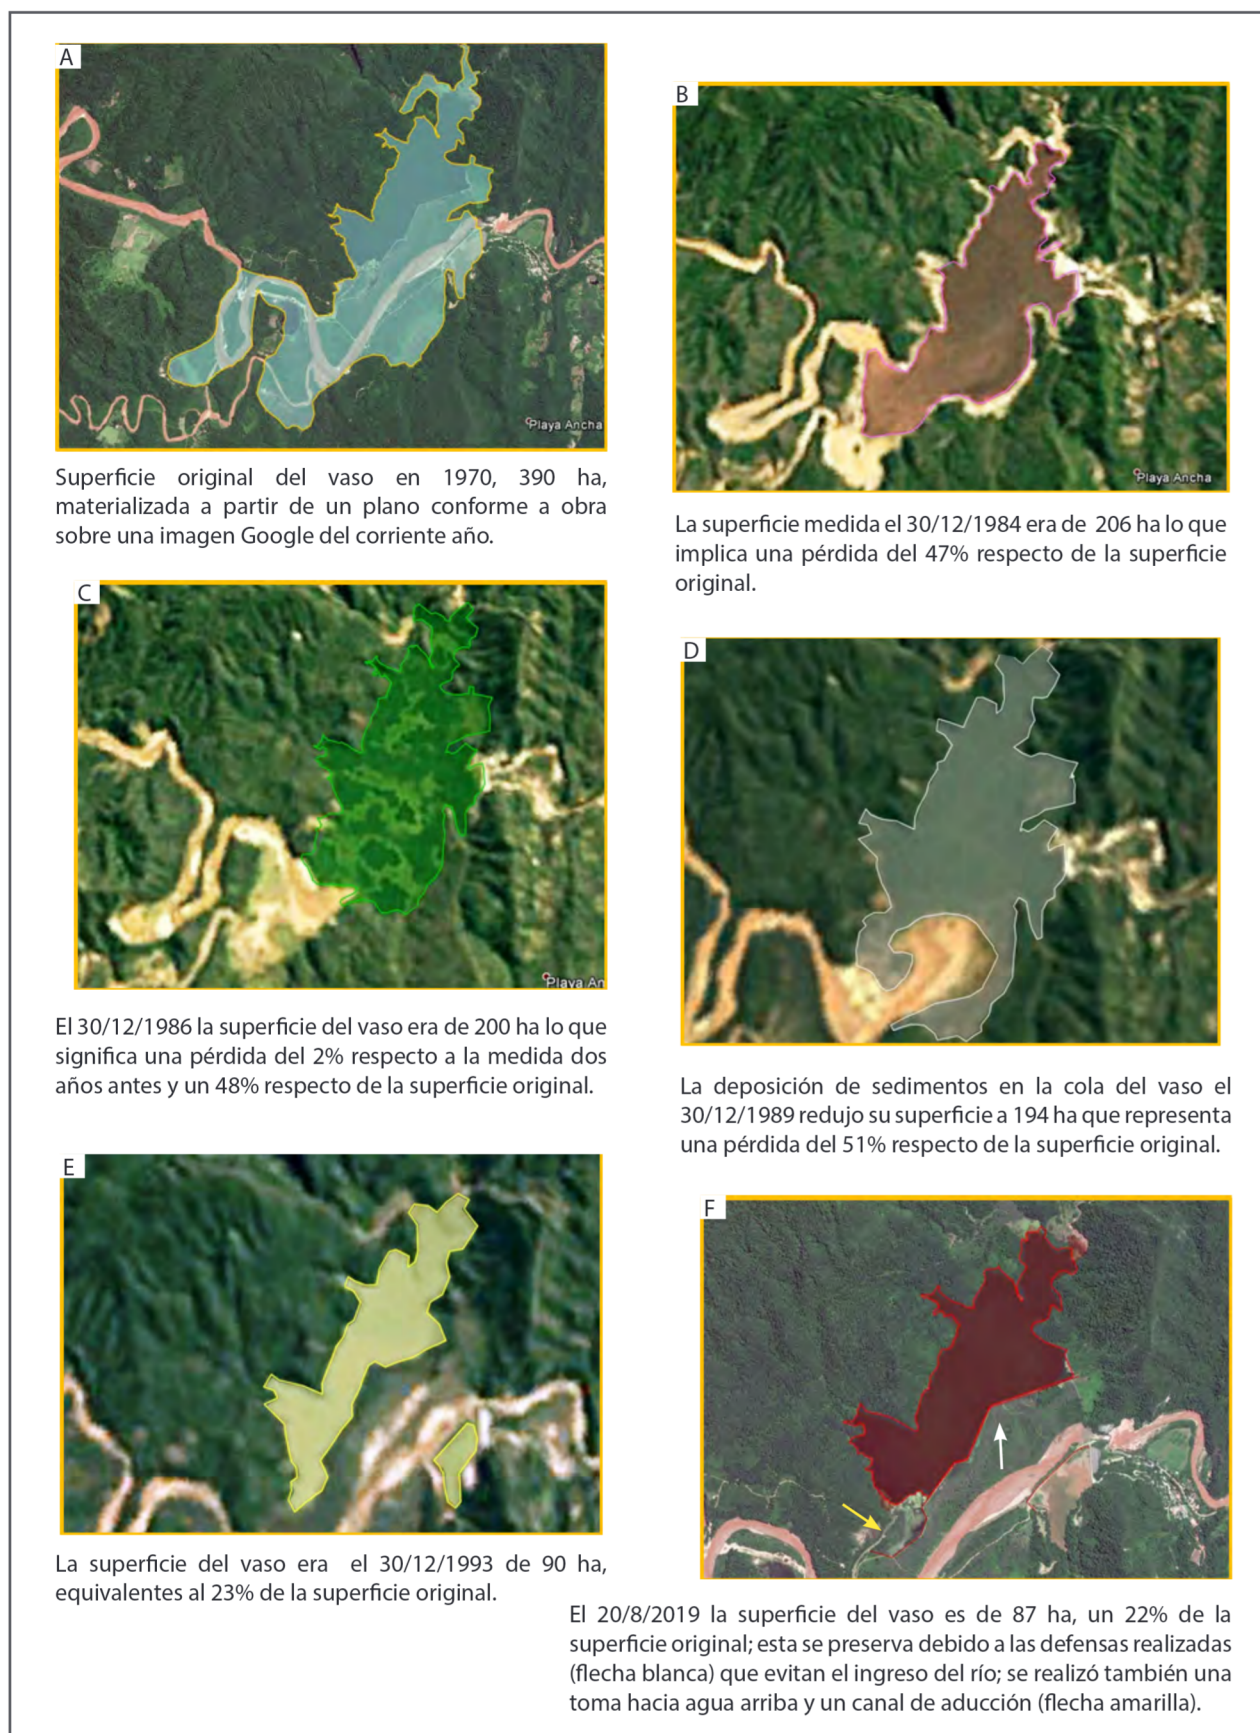 A
Playa Ancha
Superficie original del vaso en 1970, 390 ha,
materializada a partir de un plano conforme a obra
sobre una imagen Google del corriente año.
B
Playa Ancha
La superficie medida el 30/12/1984 era de 206 ha lo que
implica una pérdida del 47% respecto de la superficie
original.
C
Playa An
El 30/12/1986 la superficie del vaso era de 200 ha lo que
significa una pérdida del 2% respecto a la medida dos
años antes y un 48% respecto de la superficie original.
D
La deposición de sedimentos en la cola del vaso el
30/12/1989 redujo su superficie a 194 ha que representa
una pérdida del 51% respecto de la superficie original.
E
La superficie del vaso era el 30/12/1993 de 90 ha,
equivalentes al 23% de la superficie original.
F
El 20/8/2019 la superficie del vaso es de 87 ha, un 22% de la
superficie original; esta se preserva debido a las defensas realizadas
(flecha blanca) que evitan el ingreso del río; se realizó también una
toma hacia agua arriba y un canal de aducción (flecha amarilla).